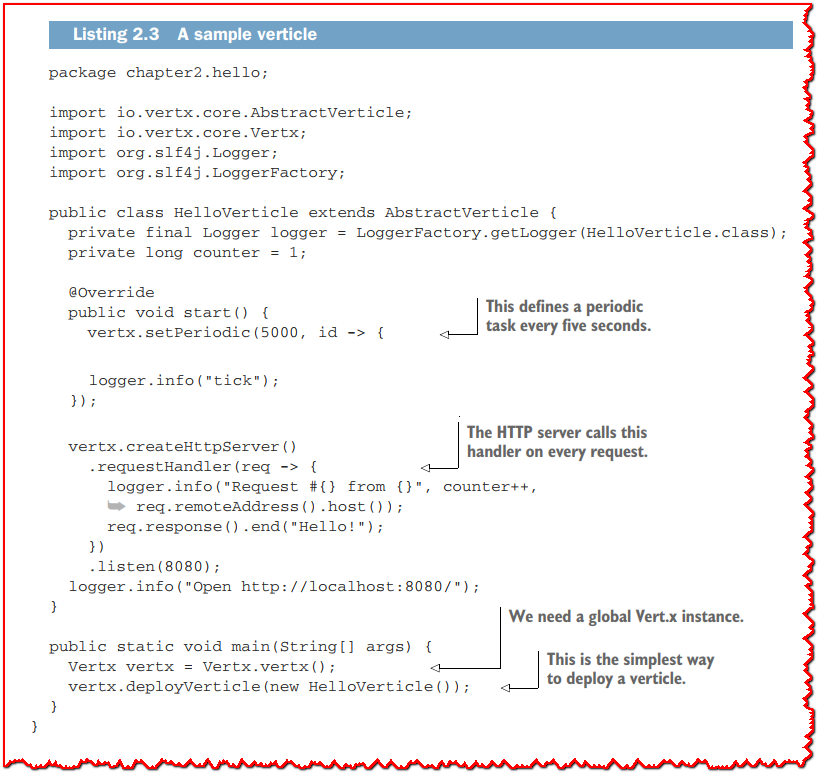 Listing 2.3 A sample verticle
package chapter2.hello;
import io.vertx.core.AbstractVerticle;
import io.vertx.core.Vertx;
import org.slf4j.Logger;
import org.slf4j.LoggerFactory;
public class HelloVerticle extends AbstractVerticle {
private final Logger logger = LoggerFactory.getLogger(HelloVerticle.class);
private long counter = 1;
@Override
public void start() {
This defines a periodic
task every five seconds.
vertx.setPeriodic(5000, id -> {
logger.info("tick");
});
The HTTP server calls this
handler on every request.
vertx.createHttpServer()
.requestHandler(req -> {
logger.info("Request #{} from {}", counter++,
req.remoteAddress().host());
req.response().end("Hello!");
})
.listen(8080);
logger.info("Open http://localhost:8080/");
}
We need a global Vert.x instance.
public static void main(String[] args) {
Vertx vertx = Vertx.vertx();
This is the simplest way
to deploy a verticle.
vertx.deployVerticle(new HelloVerticle());
}
}